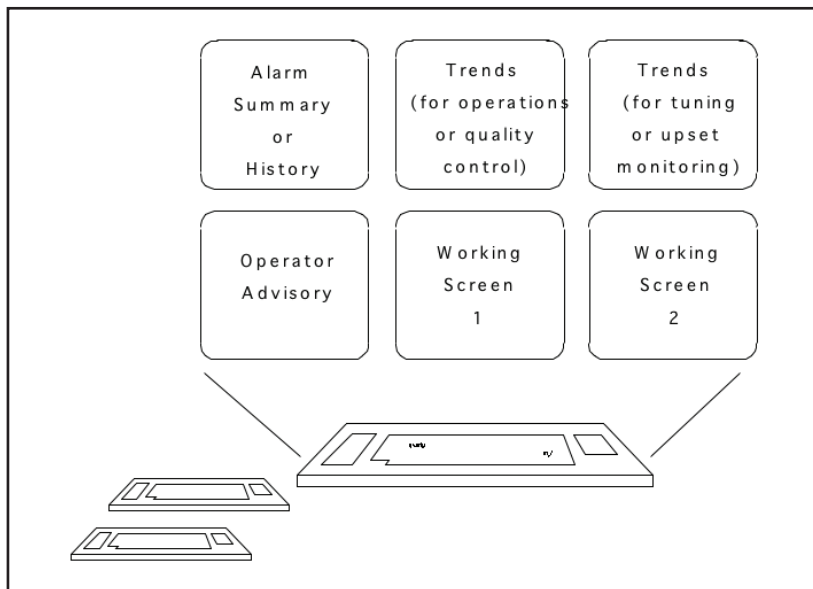 Alarm
Summary
or
History
Trends
(for operations
or quality
control)
Trends
(for tuning
or upset
monitoring)
Operator
Advisory
Working
Screen
1
Working
Screen
2